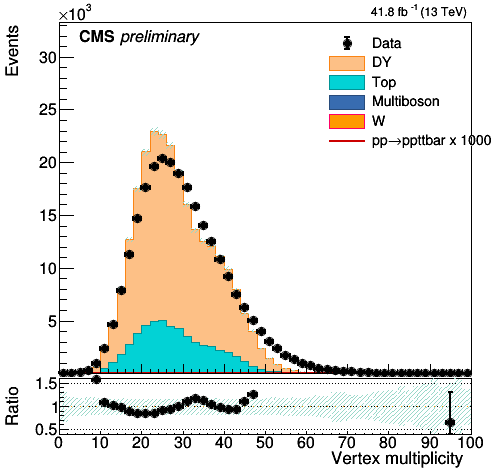 ×10³
41.8 fb⁻¹ (13 TeV)
CMS preliminary
Events
30
25
20
15
10
5
Data
DY
Top
Multiboson
W
pp→ppttbar x 1000
Ratio
1.5
1
0.5
0 10 20 30 40 50 60 70 80 90 100
Vertex multiplicity